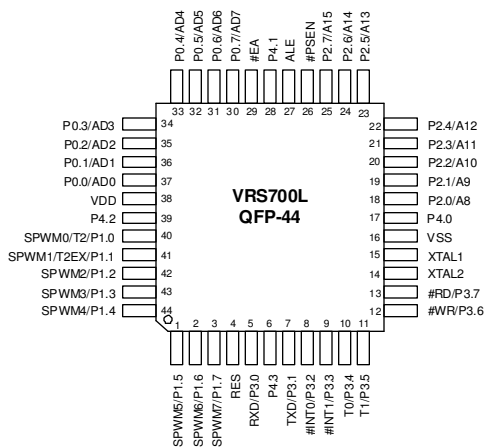 P0.4/AD4
P0.5/AD5
P0.6/AD6
P0.7/AD7
#EA
P4.1
ALE
#PSEN
P2.7/A15
P2.6/A14
P2.5/A13
33 32 31 30 29 28 27 26 25 24 23
P0.3/AD3 34
P0.2/AD2 35
P0.1/AD1 36
P0.0/AD0 37
VDD 38
P4.2 39
SPWM0/T2/P1.0 40
SPWM1/T2EX/P1.1 41
SPWM2/P1.2 42
SPWM3/P1.3 43
SPWM4/P1.4 44
VRS700L
QFP-44
22 P2.4/A12
21 P2.3/A11
20 P2.2/A10
19 P2.1/A9
18 P2.0/A8
17 P4.0
16 VSS
15 XTAL1
14 XTAL2
13 #RD/P3.7
12 #WR/P3.6
1 2 3 4 5 6 7 8 9 10 11
SPWM5/P1.5
SPWM6/P1.6
SPWM7/P1.7
RES
RXD/P3.0
P4.3
TXD/P3.1
#INT0/P3.2
#INT1/P3.3
T0/P3.4
T1/P3.5